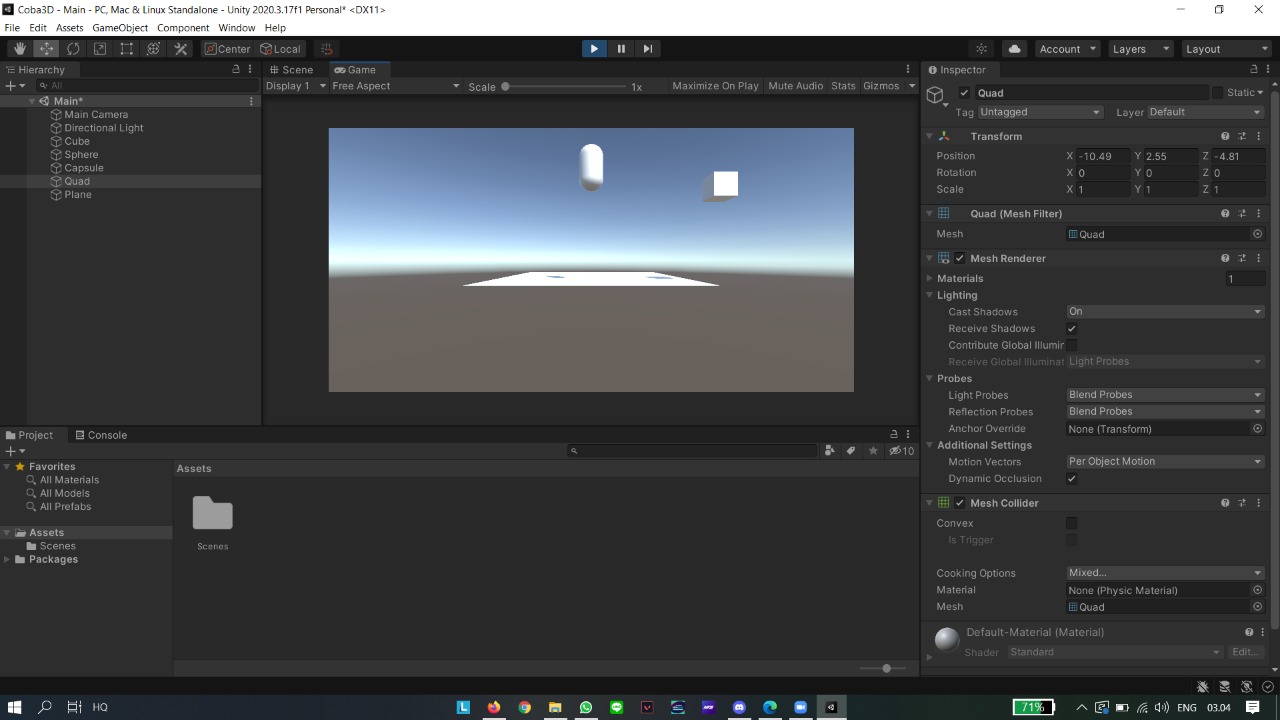 Coba3D - Main - PC, Mac & Linux Standalone - Unity 2020.3.17f1 Personal* <DX11>
File Edit Assets GameObject Component Window Help
Center Local Account Layers Layout
Hierarchy
All
Main*
Main Camera
Directional Light
Cube
Sphere
Capsule
Quad
Plane
Scene Game
Display 1 Free Aspect Scale 1x Maximize On Play Mute Audio Stats Gizmos
Inspector
Quad Static
Tag Untagged Layer Default
Transform
Position X -10.49 Y 2.55 Z -4.81
Rotation X 0 Y 0 Z 0
Scale X 1 Y 1 Z 1
Quad (Mesh Filter)
Mesh Quad
Mesh Renderer
Materials 1
Lighting
Cast Shadows On
Receive Shadows
Contribute Global Illumir
Receive Global Illuminat Light Probes
Probes
Light Probes Blend Probes
Reflection Probes Blend Probes
Anchor Override None (Transform)
Additional Settings
Motion Vectors Per Object Motion
Dynamic Occlusion
Mesh Collider
Convex
Is Trigger
Cooking Options Mixed...
Material None (Physic Material)
Mesh Quad
Default-Material (Material)
Shader Standard Edit...
Project Console
10
Favorites
All Materials
All Models
All Prefabs
Assets
Scenes
Packages
Assets
Scenes
HQ 71% ENG 03.04